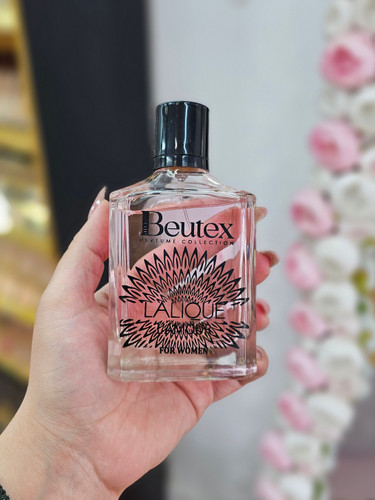 Beutex
PERFUME COLLECTION
LALIQUE
L'AMOUR
FOR WOMEN